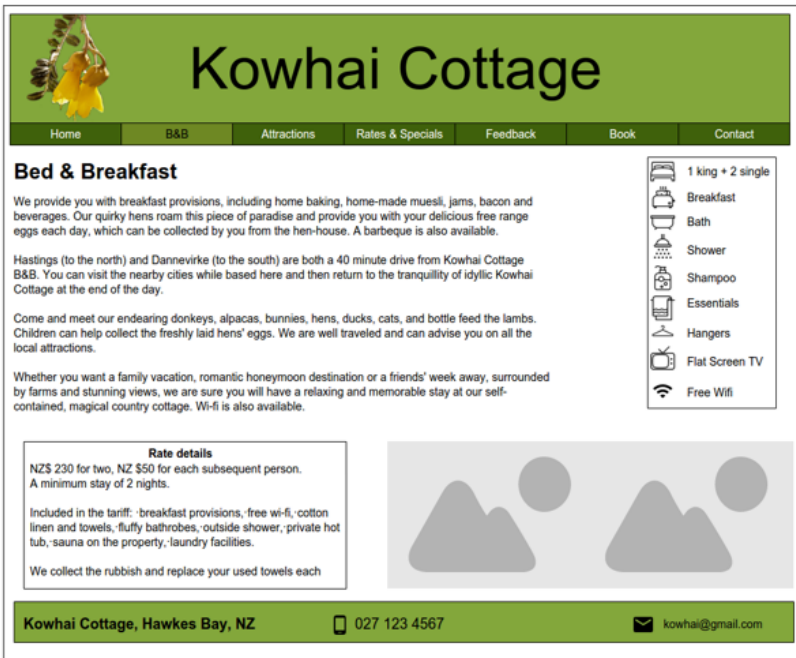 Kowhai Cottage
Home B&B Attractions Rates & Specials Feedback Book Contact
Bed & Breakfast
We provide you with breakfast provisions, including home baking, home-made muesli, jams, bacon and
beverages. Our quirky hens roam this piece of paradise and provide you with your delicious free range
eggs each day, which can be collected by you from the hen-house. A barbeque is also available.
Hastings (to the north) and Dannevirke (to the south) are both a 40 minute drive from Kowhai Cottage
B&B. You can visit the nearby cities while based here and then return to the tranquillity of idyllic Kowhai
Cottage at the end of the day.
Come and meet our endearing donkeys, alpacas, bunnies, hens, ducks, cats, and bottle feed the lambs.
Children can help collect the freshly laid hens' eggs. We are well traveled and can advise you on all the
local attractions.
Whether you want a family vacation, romantic honeymoon destination or a friends' week away, surrounded
by farms and stunning views, we are sure you will have a relaxing and memorable stay at our self-
contained, magical country cottage. Wi-fi is also available.
1 king + 2 single
Breakfast
Bath
Shower
Shampoo
Essentials
Hangers
Flat Screen TV
Free Wifi
Rate details
NZ$ 230 for two, NZ $50 for each subsequent person.
A minimum stay of 2 nights.
Included in the tariff: ·breakfast provisions,·free wi-fi,·cotton
linen and towels,·fluffy bathrobes,·outside shower,·private hot
tub,·sauna on the property,·laundry facilities.
We collect the rubbish and replace your used towels each
Kowhai Cottage, Hawkes Bay, NZ 027 123 4567 kowhai@gmail.com